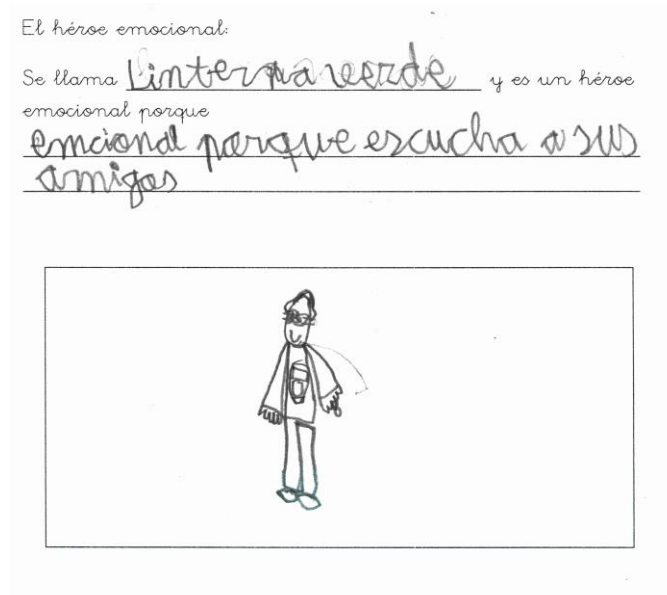 El héroe emocional:
Se llama Linterna verde y es un héroe
emocional porque
emcional porque escucha a sus
amigos